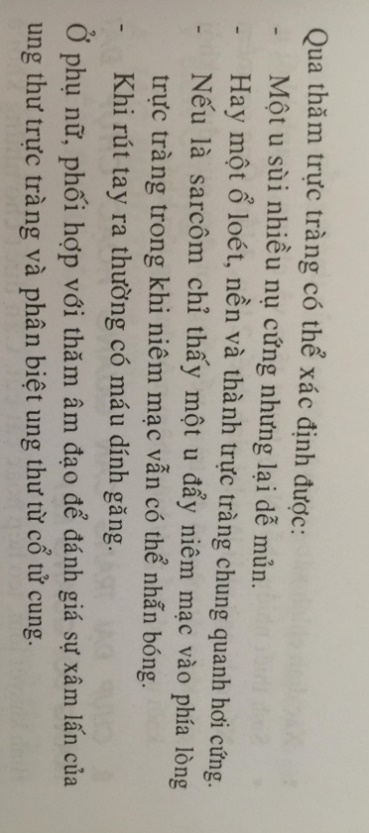 Qua thăm trực tràng có thể xác định được:
- Một u sùi nhiều nụ cứng nhưng lại dễ mủn.
- Hay một ổ loét, nền và thành trực tràng chung quanh hơi cứng.
- Nếu là sarcôm chỉ thấy một u đẩy niêm mạc vào phía lòng
trực tràng trong khi niêm mạc vẫn có thể nhẵn bóng.
- Khi rút tay ra thường có máu dính găng.
Ở phụ nữ, phối hợp với thăm âm đạo để đánh giá sự xâm lấn của
ung thư trực tràng và phân biệt ung thư từ cổ tử cung.